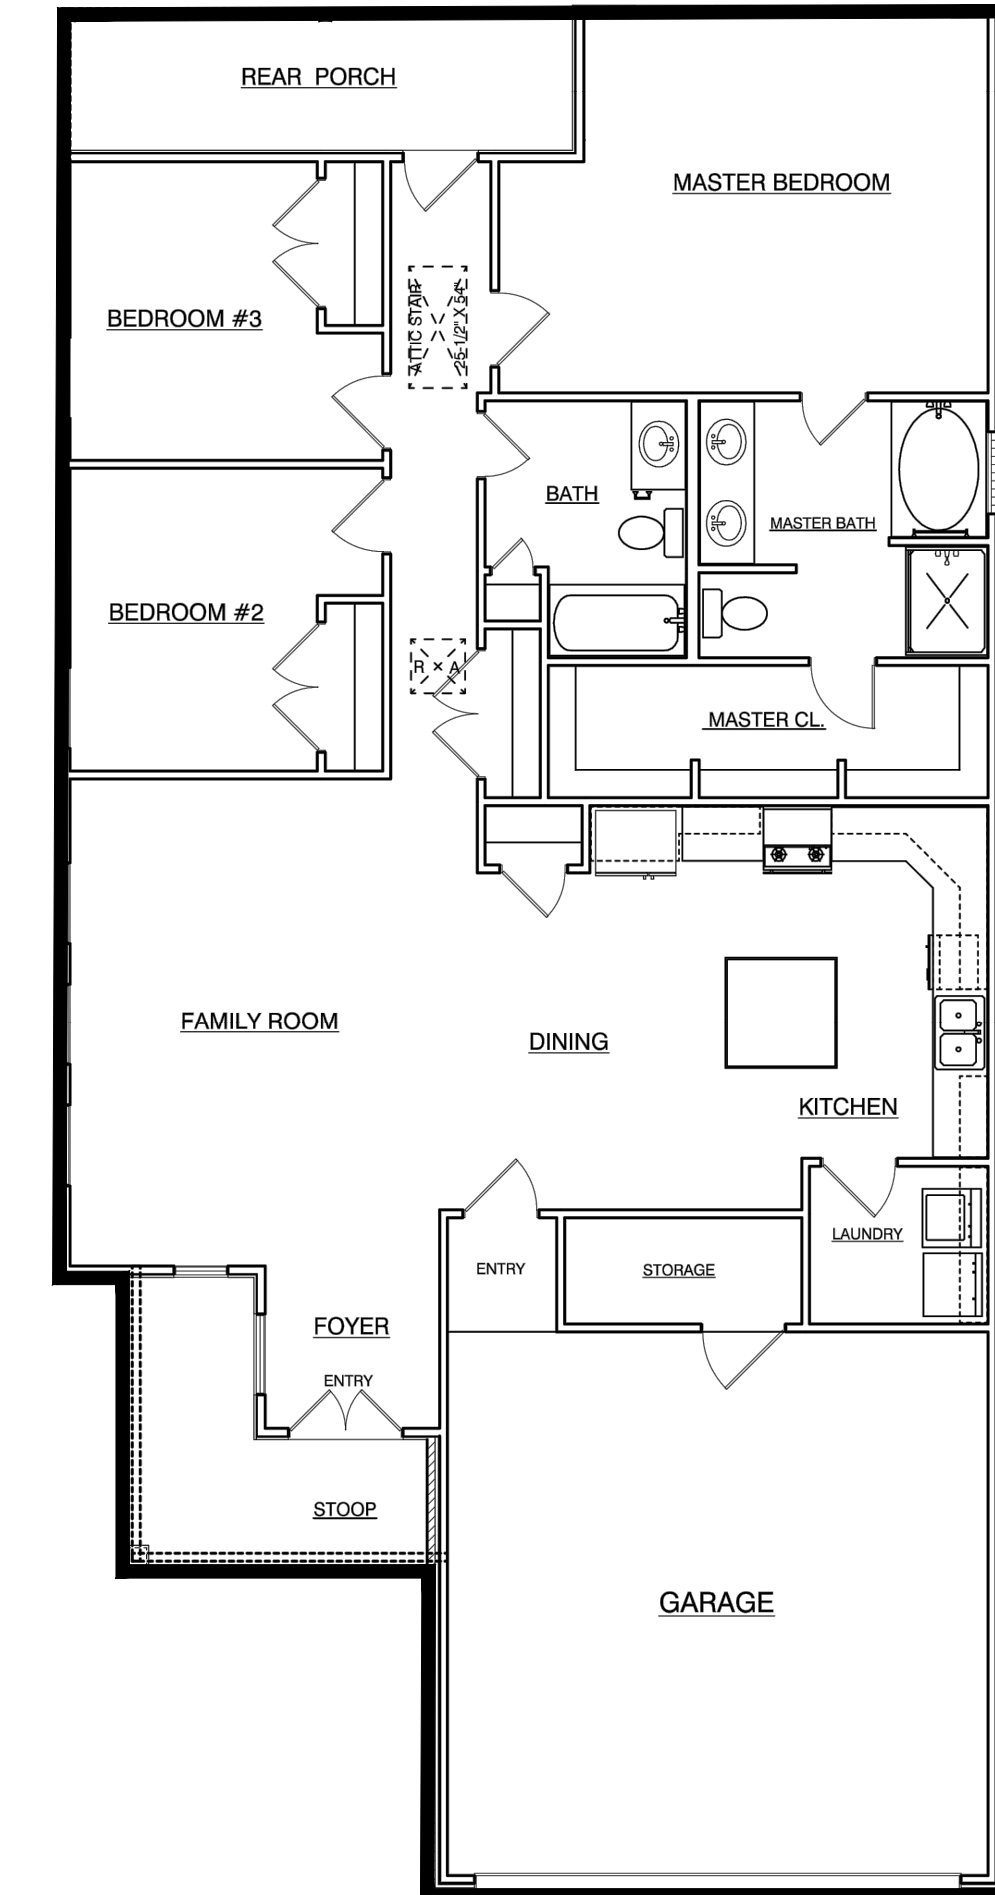 REAR PORCH
MASTER BEDROOM
BEDROOM #3
ATTIC STAIR
25-1/2" X 54"
BATH
MASTER BATH
BEDROOM #2
R
A
MASTER CL.
FAMILY ROOM
DINING
KITCHEN
LAUNDRY
ENTRY
STORAGE
FOYER
ENTRY
STOOP
GARAGE